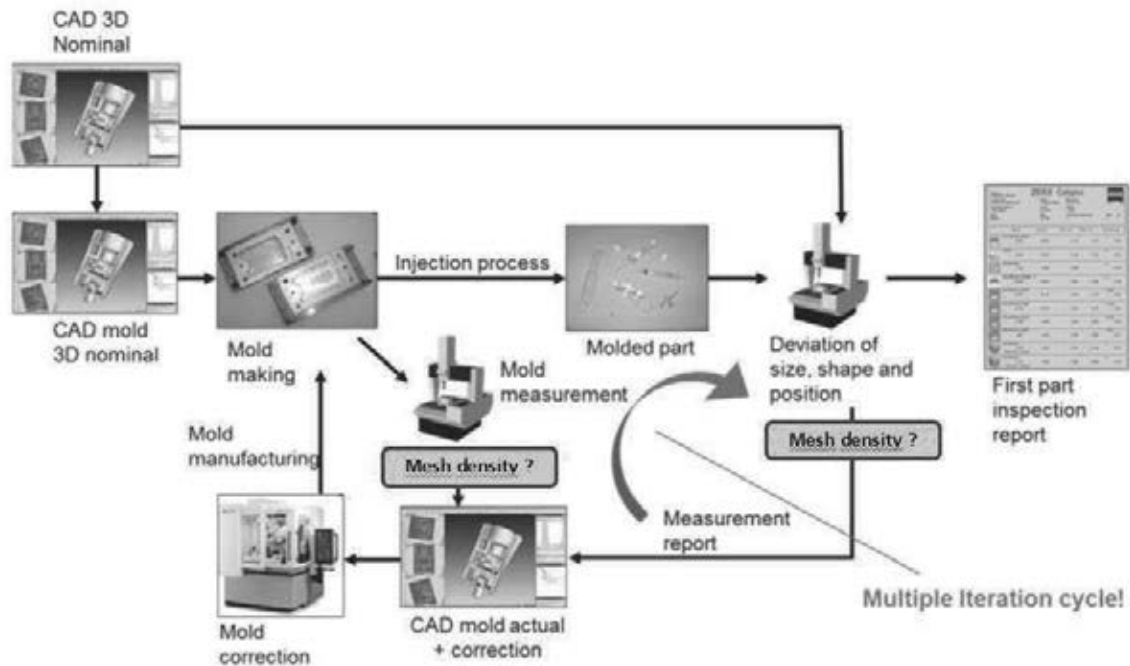 CAD 3D
Nominal
CAD mold
3D nominal
Mold
making
Injection process
Molded part
Mold
measurement
Deviation of
size, shape and
position
First part
inspection
report
Mesh density ?
Mesh density ?
Mold
manufacturing
Measurement
report
Multiple Iteration cycle!
Mold
correction
CAD mold actual
+ correction